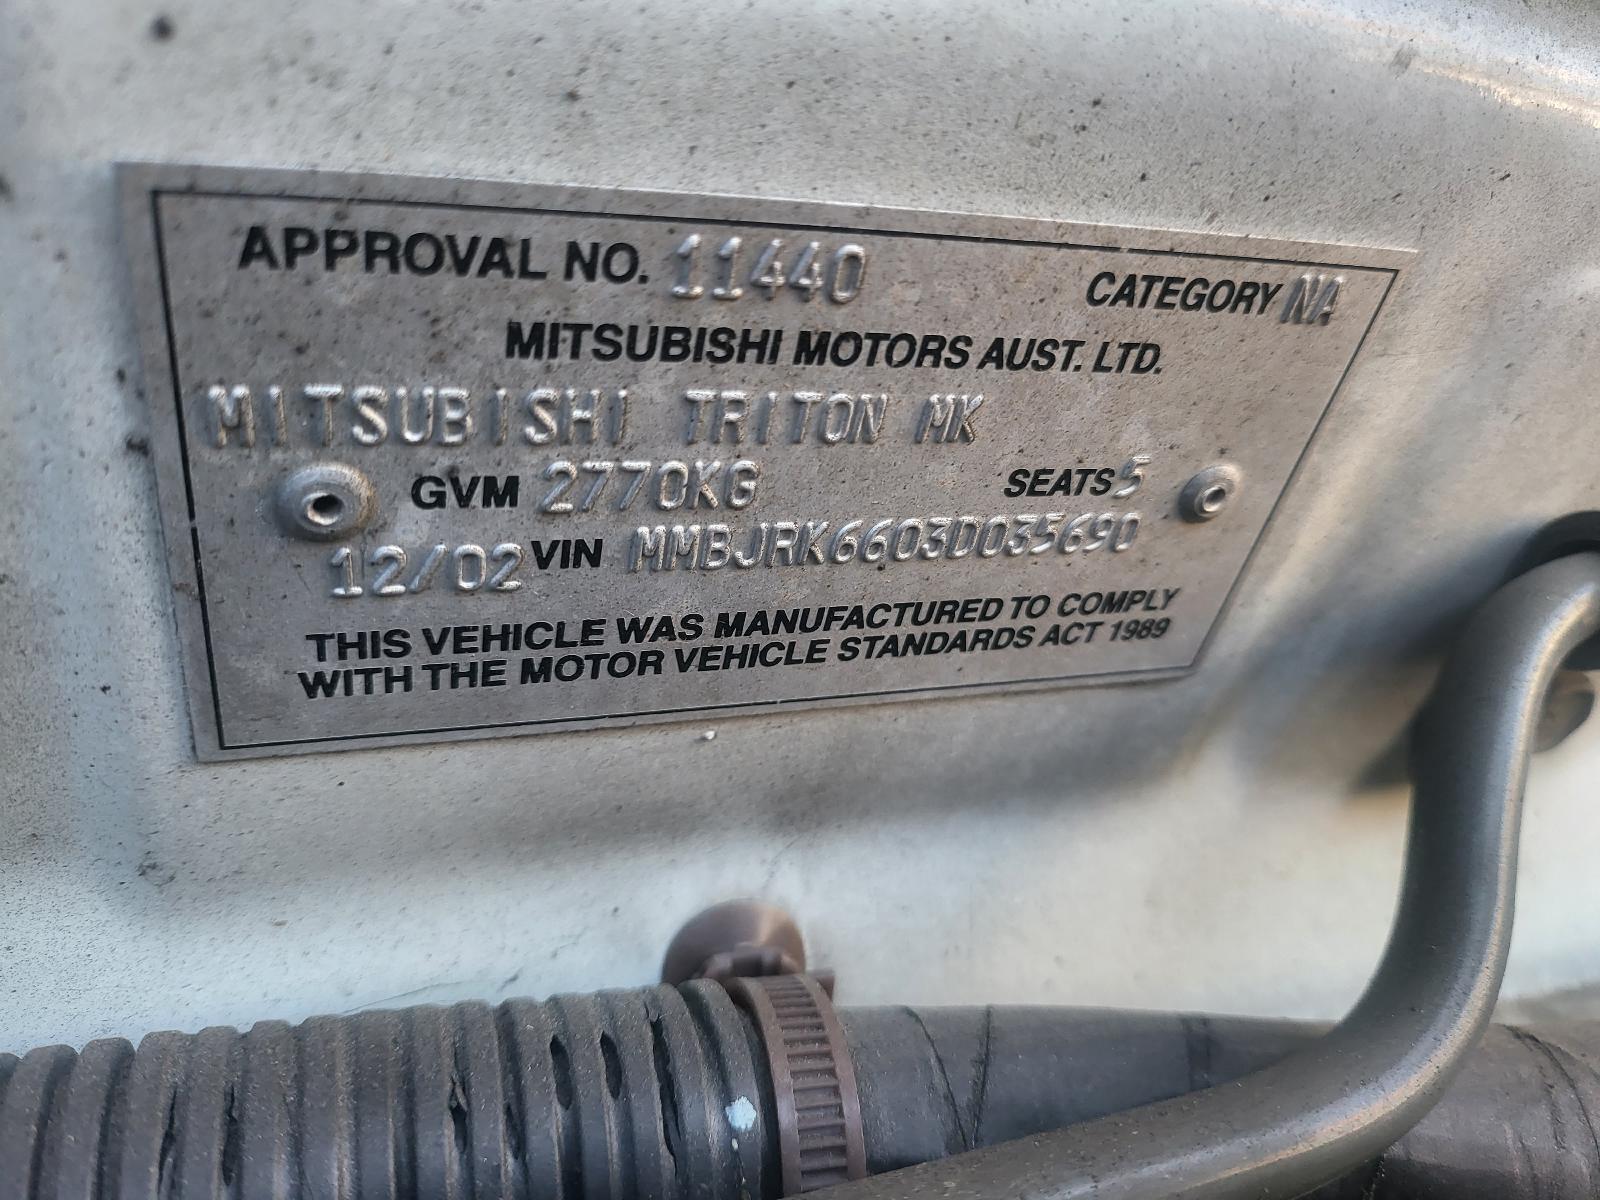 APPROVAL NO. 11440 CATEGORY NA
MITSUBISHI MOTORS AUST. LTD.
MITSUBISHI TRITON MK
GVM 2770KG SEATS 5
12/02 VIN MMBJRK6603D035690
THIS VEHICLE WAS MANUFACTURED TO COMPLY
WITH THE MOTOR VEHICLE STANDARDS ACT 1989